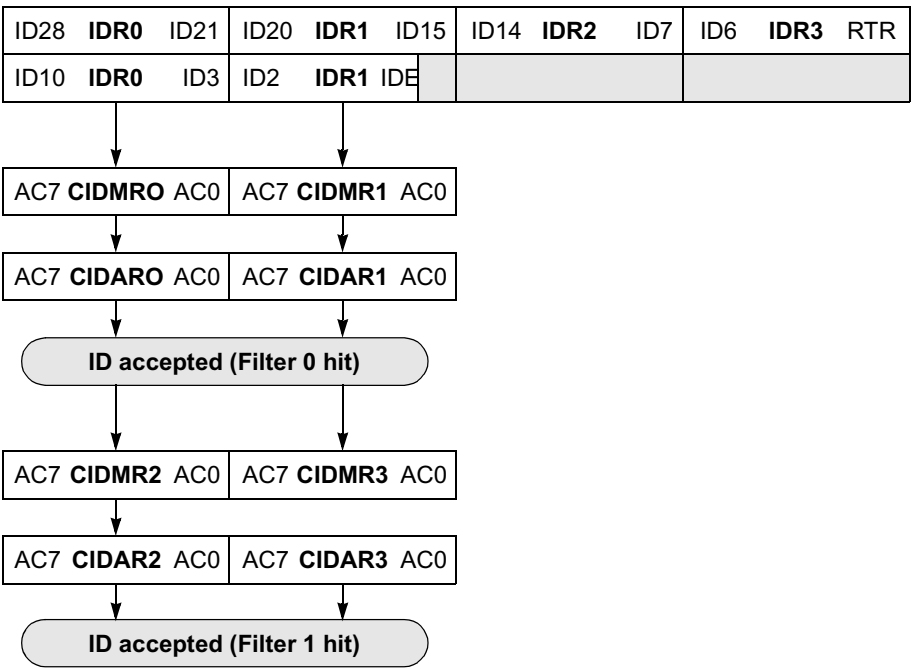 ID28 IDR0 ID21 ID20 IDR1 ID15 ID14 IDR2 ID7 ID6 IDR3 RTR
ID10 IDR0 ID3 ID2 IDR1 IDE
AC7 CIDMRO AC0 AC7 CIDMR1 AC0
AC7 CIDARO AC0 AC7 CIDAR1 AC0
ID accepted (Filter 0 hit)
AC7 CIDMR2 AC0 AC7 CIDMR3 AC0
AC7 CIDAR2 AC0 AC7 CIDAR3 AC0
ID accepted (Filter 1 hit)